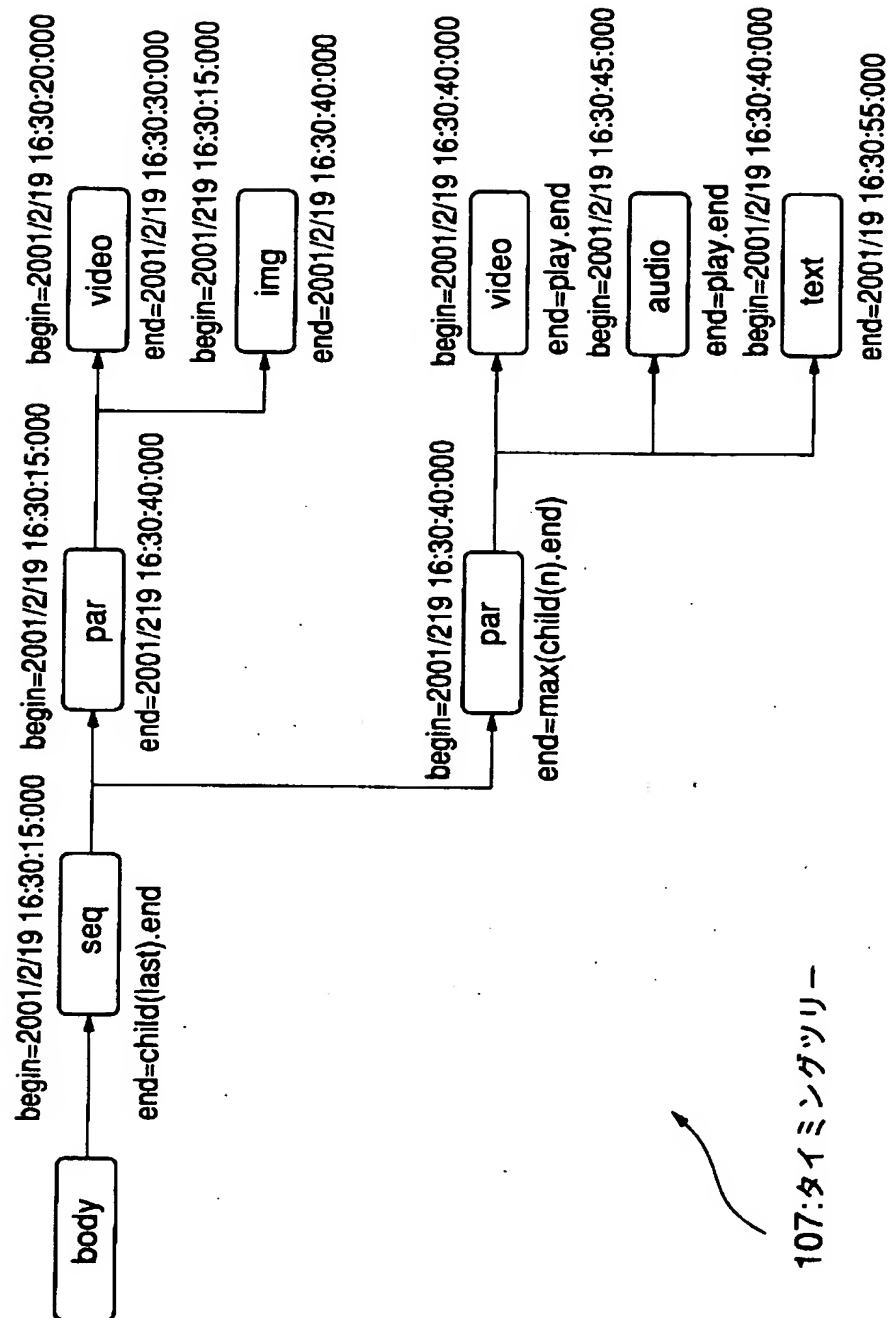 body
begin=2001/2/19 16:30:15:000
seq
end=child(last).end
begin=2001/2/19 16:30:15:000
par
end=2001/219 16:30:40:000
begin=2001/2/19 16:30:20:000
video
end=2001/2/19 16:30:30:000
begin=2001/219 16:30:15:000
img
end=2001/2/19 16:30:40:000
begin=2001/219 16:30:40:000
par
end=max(child(n).end)
begin=2001/2/19 16:30:40:000
video
end=play.end
begin=2001/2/19 16:30:45:000
audio
end=play.end
begin=2001/2/19 16:30:40:000
text
end=2001/19 16:30:55:000
107:タイミングツリー